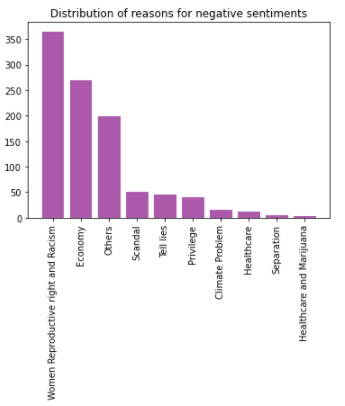 Distribution of reasons for negative sentiments
350
300
250
200
150
100
50
0
Women Reproductive right and Racism
Economy
Others
Scandal
Tell lies
Privilege
Climate Problem
Healthcare
Separation
Healthcare and Marijuana